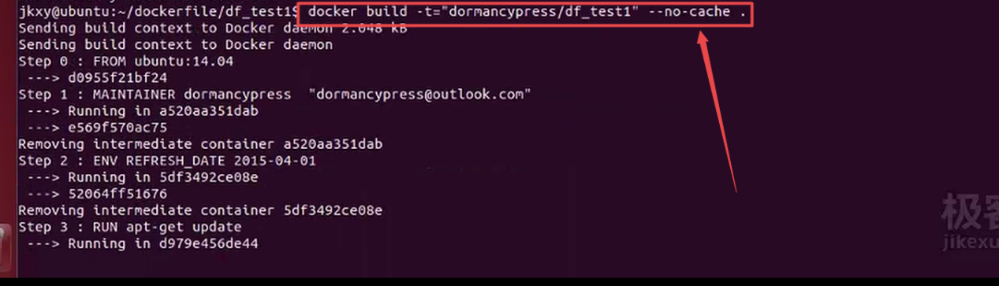 jkxy@ubuntu:~/dockerfile/df_test1$ docker build -t="dormancypress/df_test1" --no-cache .
Sending build context to Docker daemon 2.048 kB
Sending build context to Docker daemon
Step 0 : FROM ubuntu:14.04
---> d0955f21bf24
Step 1 : MAINTAINER dormancypress "dormancypress@outlook.com"
---> Running in a520aa351dab
---> e569f570ac75
Removing intermediate container a520aa351dab
Step 2 : ENV REFRESH_DATE 2015-04-01
---> Running in 5df3492ce08e
---> 52064ff51676
Removing intermediate container 5df3492ce08e
Step 3 : RUN apt-get update
---> Running in d979e456de44
极客
jikexu